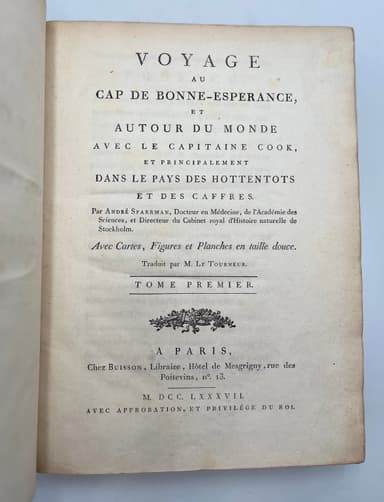 VOYAGE
AU
CAP DE BONNE-ESPERANCE,
ET
AUTOUR DU MONDE
AVEC LE CAPITAINE COOK,
ET PRINCIPALEMENT
DANS LE PAYS DES HOTTENTOTS
ET DES CAFFRES.
Par ANDRÉ SPARRMAN, Docteur en Médecine, de l'Académie des
Sciences, et Directeur du Cabinet royal d'Histoire naturelle de
Stockholm.
Avec Cartes, Figures et Planches en taille douce.
Traduit par M. LE TOURNEUR.
TOME PREMIER.
A PARIS,
Chez BUISSON, Libraire, Hôtel de Mesgrigny, rue des
Poitevins, nº. 13.
M. DCC. LXXXVII.
AVEC APPROBATION, ET PRIVILÉGE DU ROI.